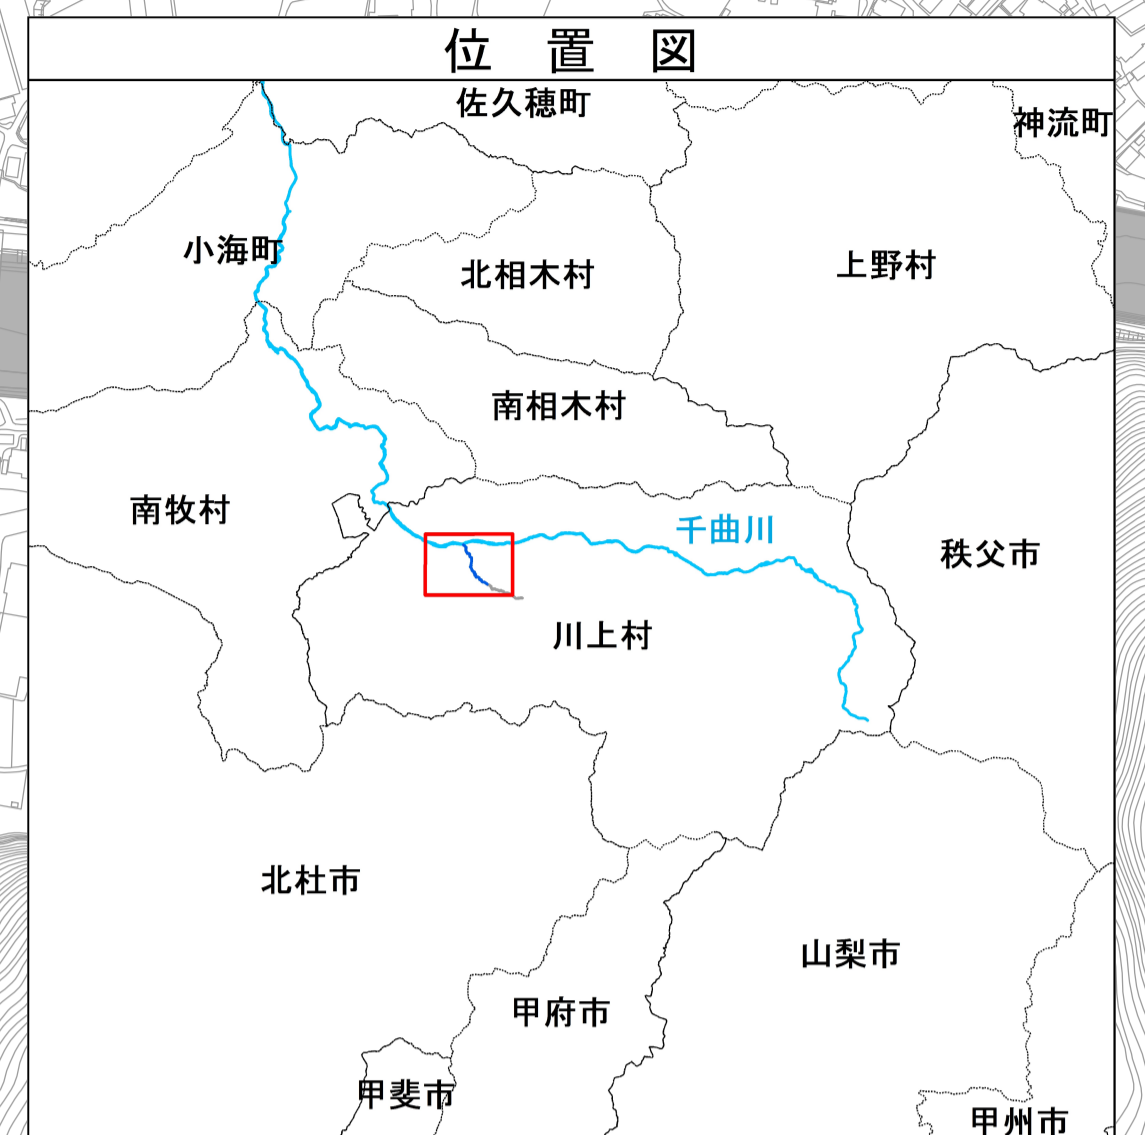 位 置 図
佐久穂町
神流町
小海町
北相木村
上野村
南相木村
南牧村
千曲川
秩父市
川上村
北杜市
山梨市
甲府市
甲斐市
甲州市